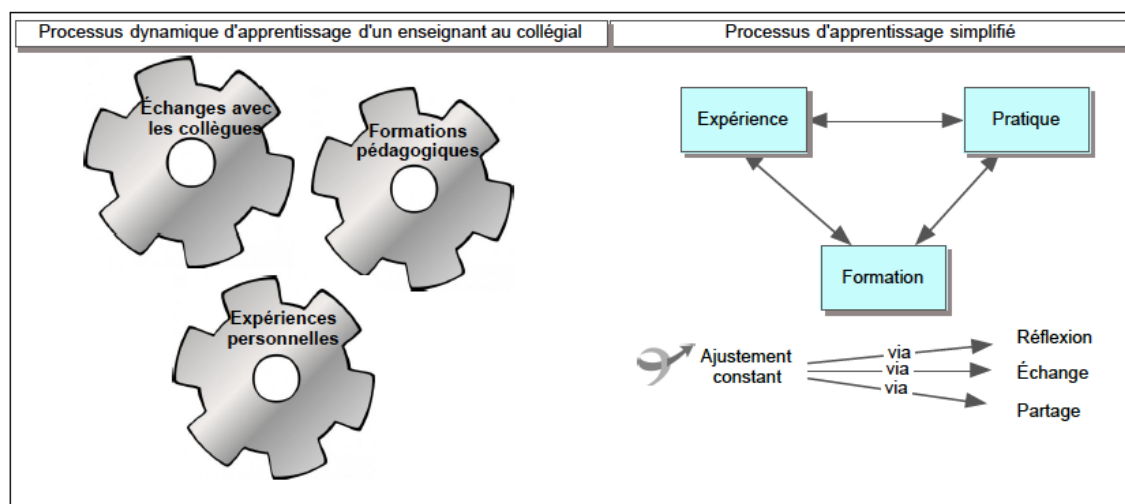 Processus dynamique d'apprentissage d'un enseignant au collégial
Processus d'apprentissage simplifié
Échanges avec
les collègues
Formations
pédagogiques
Expériences
personnelles
Expérience
Pratique
Formation
Ajustement
constant
via
via
via
Réflexion
Échange
Partage